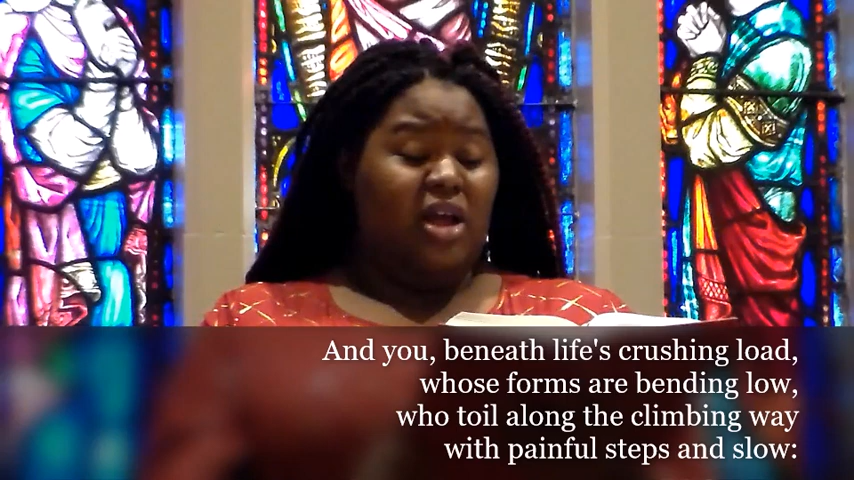 And you, beneath life's crushing load,
whose forms are bending low,
who toil along the climbing way
with painful steps and slow: